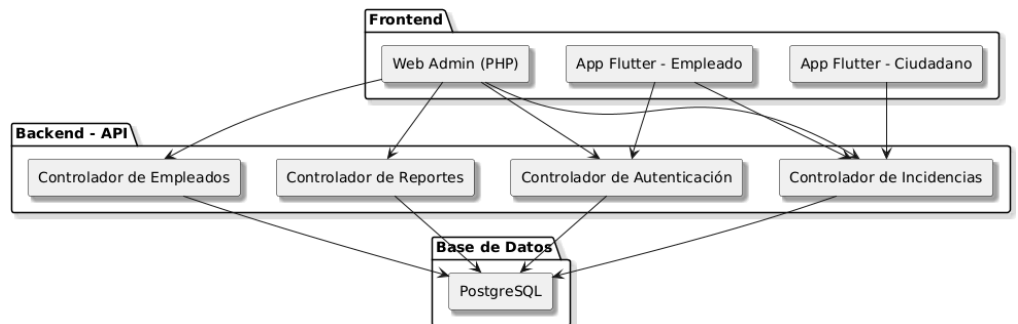 Frontend
Web Admin (PHP)
App Flutter - Empleado
App Flutter - Ciudadano
Backend - API
Controlador de Empleados
Controlador de Reportes
Controlador de Autenticación
Controlador de Incidencias
Base de Datos
PostgreSQL